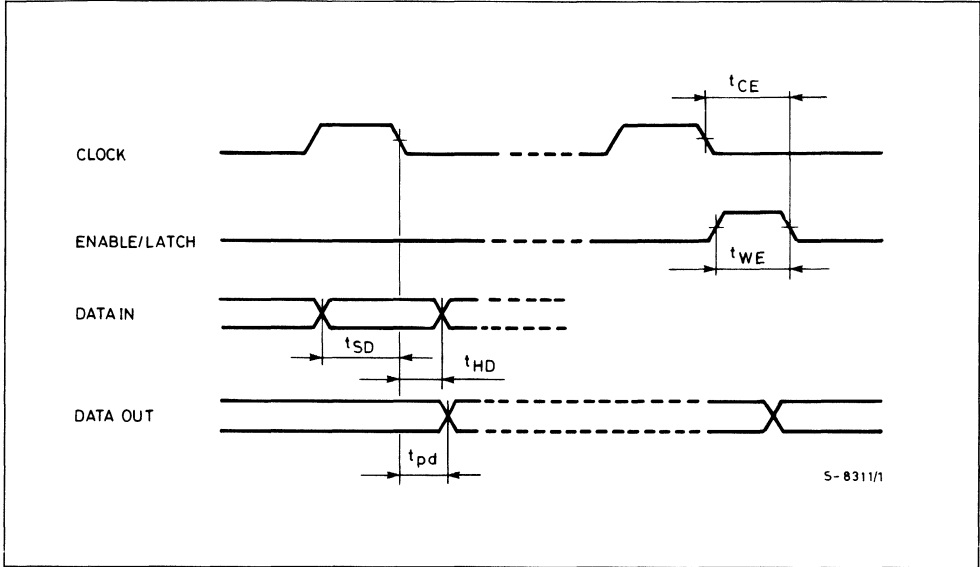 tCE
CLOCK
ENABLE/LATCH
tWE
DATA IN
tSD
tHD
DATA OUT
tpd
S-8311/1